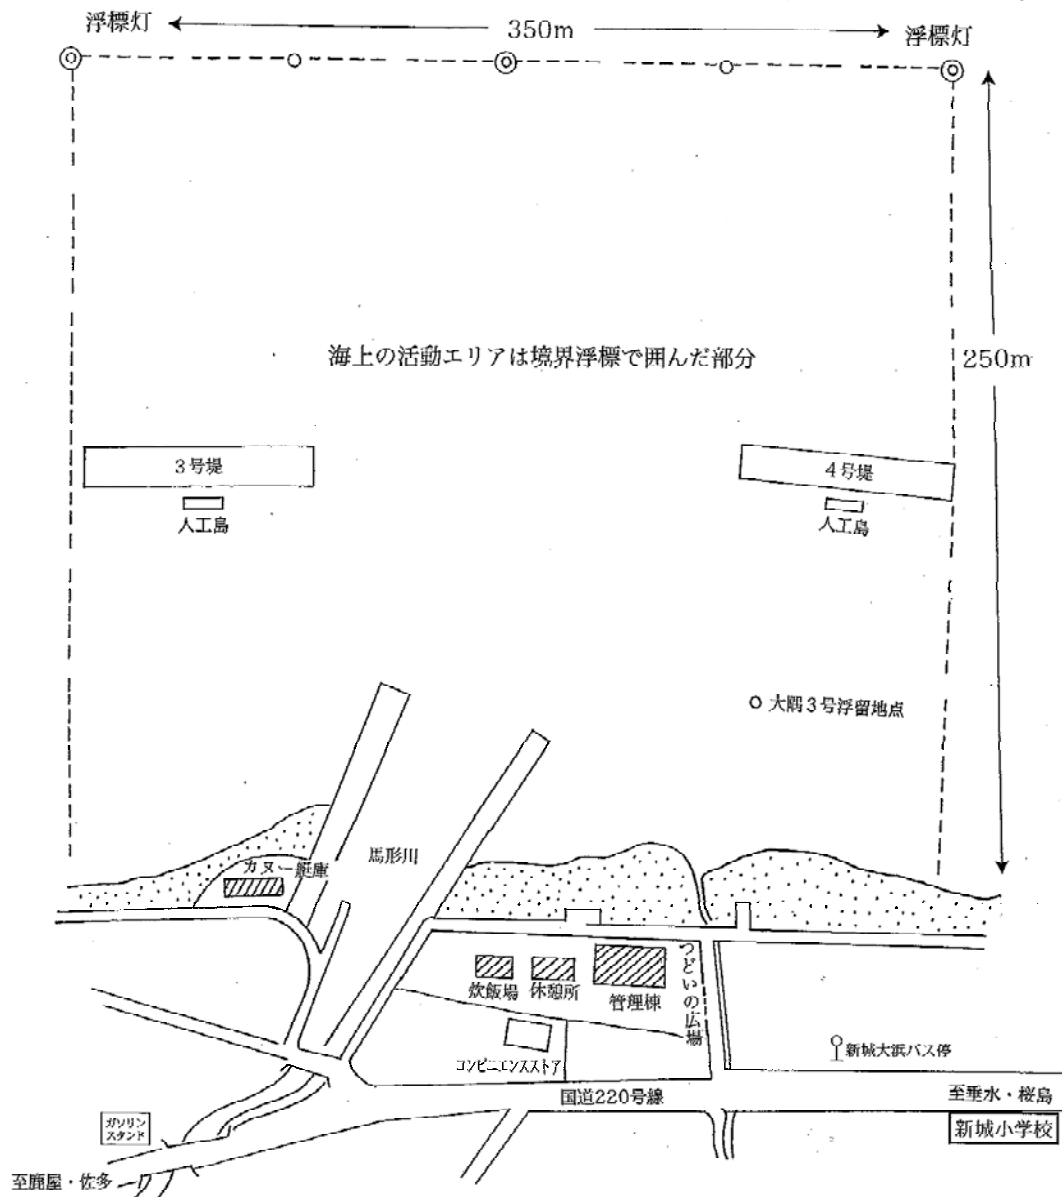 浮標灯
350m
浮標灯
海上の活動エリアは境界浮標で囲んだ部分
250m
3号堤
人工島
4号堤
人工島
大隅3号浮留地点
カヌー艇庫
馬形川
炊飯場
休憩所
管理棟
つどいの広場
コンビニエンスストア
新城大浜バス停
国道220号線
至垂水・桜島
新城小学校
ガソリン
スタンド
至鹿屋・佐多